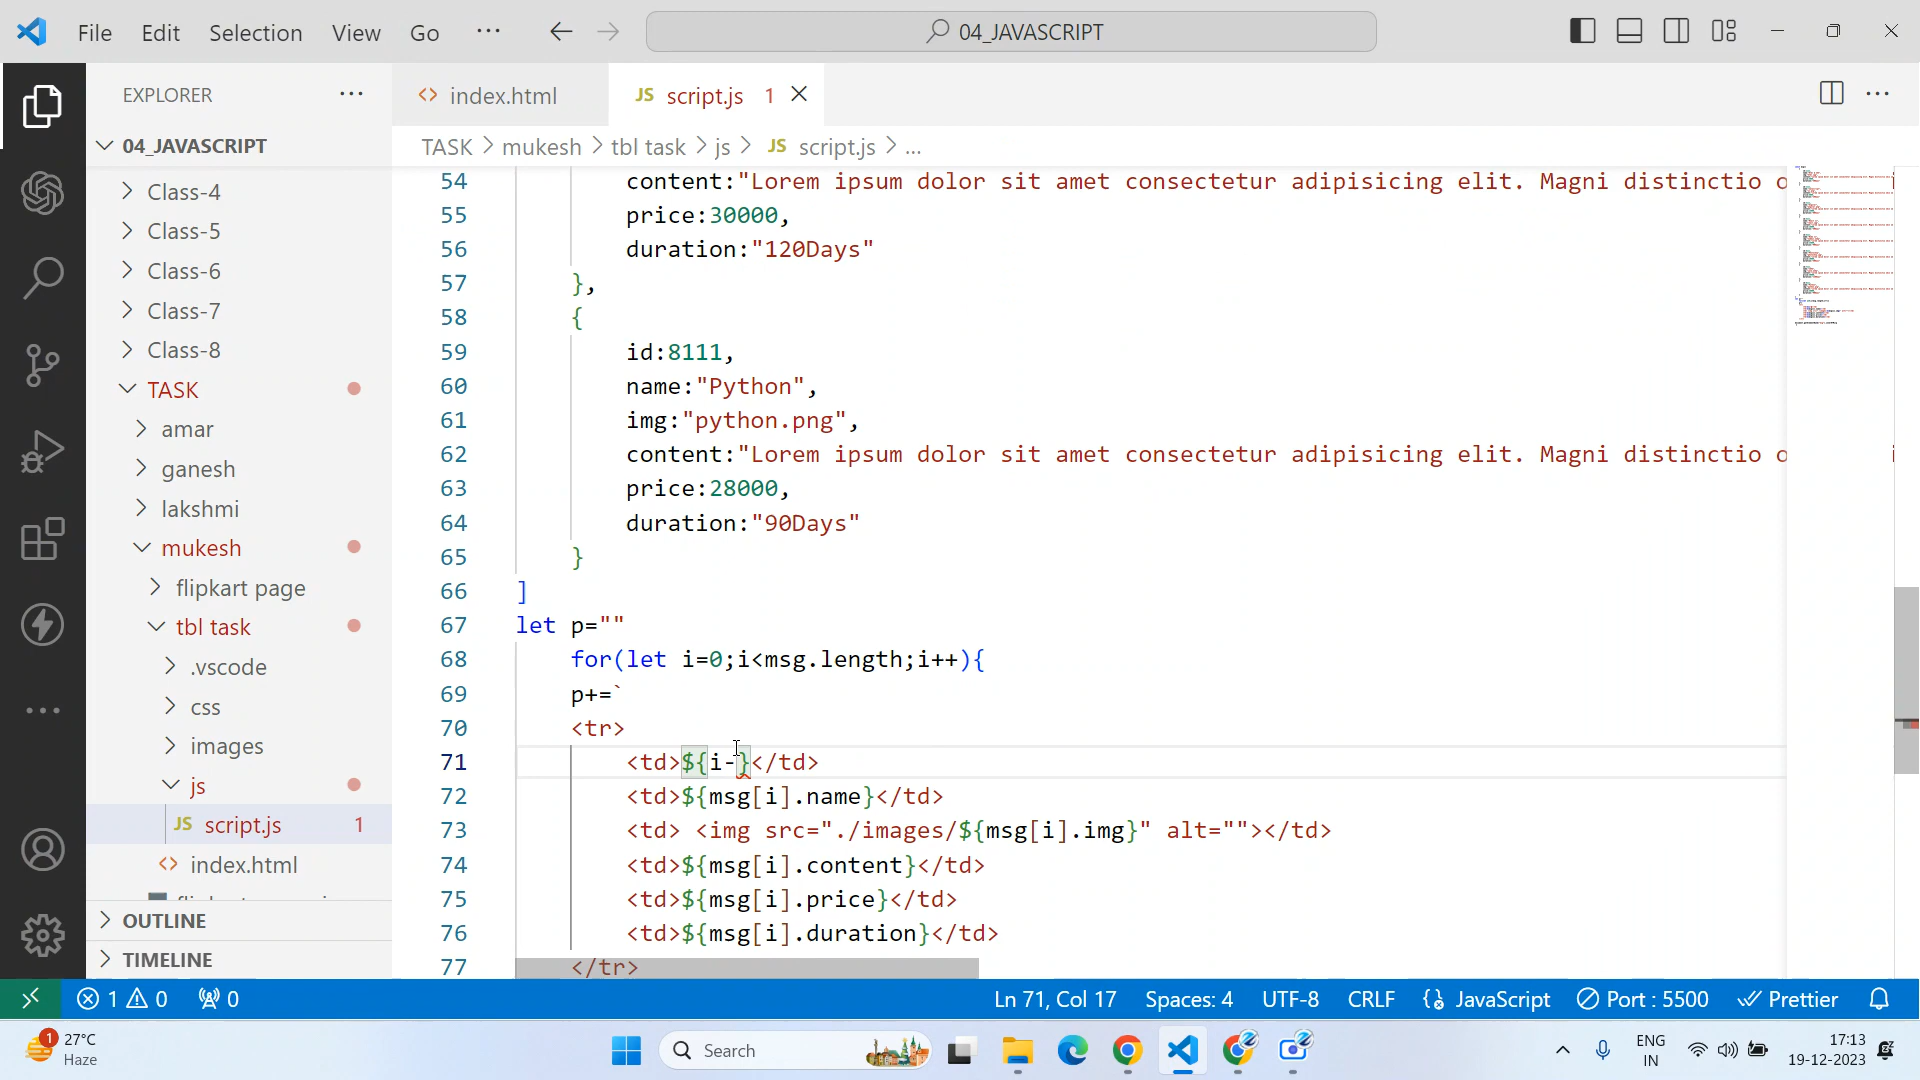 File Edit Selection View Go ··· 04_JAVASCRIPT
EXPLORER ···
index.html
JS script.js 1
04_JAVASCRIPT
TASK > mukesh > tbl task > js > JS script.js > ...
Class-4
Class-5
Class-6
Class-7
Class-8
TASK
amar
ganesh
lakshmi
mukesh
flipkart page
tbl task
.vscode
css
images
js
JS script.js 1
index.html
OUTLINE
TIMELINE
54 content:"Lorem ipsum dolor sit amet consectetur adipisicing elit. Magni distinctio
55 price:30000,
56 duration:"120Days"
57 },
58 {
59 id:8111,
60 name:"Python",
61 img:"python.png",
62 content:"Lorem ipsum dolor sit amet consectetur adipisicing elit. Magni distinctio
63 price:28000,
64 duration:"90Days"
65 }
66 ]
67 let p=""
68 for(let i=0;i<msg.length;i++){
69 p+=`
70 <tr>
71 <td>${i-}</td>
72 <td>${msg[i].name}</td>
73 <td> <img src="./images/${msg[i].img}" alt=""></td>
74 <td>${msg[i].content}</td>
75 <td>${msg[i].price}</td>
76 <td>${msg[i].duration}</td>
77 </tr>
1 0 0 Ln 71, Col 17 Spaces: 4 UTF-8 CRLF JavaScript Port : 5500 Prettier
1 27°C
Haze
Search
ENG
IN
17:13
19-12-2023